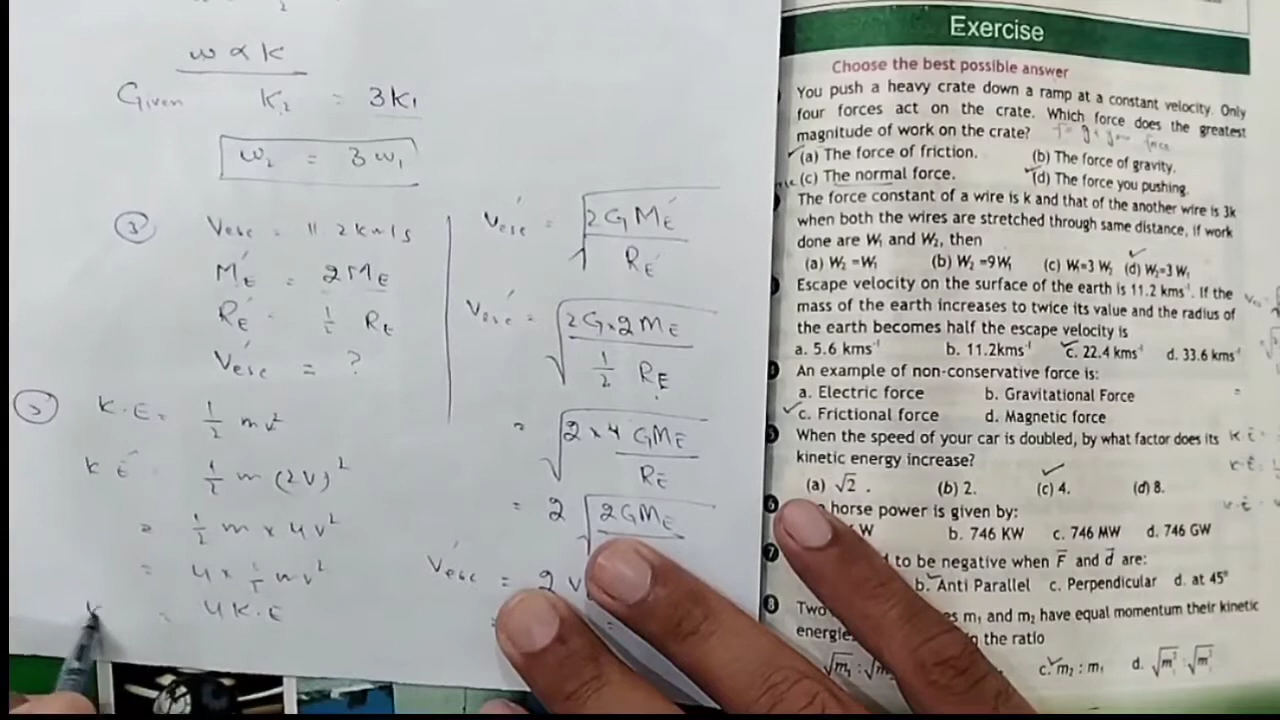 w ∝ k
Given K₂ = 3K₁
w₂ = 3w₁
③ Vesc = 11.2km/s
M'E = 2ME
R'E = ½ RE
V'esc = ?
V'esc = √(2GM'E / R'E)
V'esc = √(2G×2ME / ½ RE)
= √(2×4GME / RE)
= 2√(2GME
V'esc = 2v
⑤ K.E = ½ mv²
K.E' ½ m (2V)²
= ½ m × 4v²
= 4×½ mv²
= 4K.E
Exercise
Choose the best possible answer
You push a heavy crate down a ramp at a constant velocity. Only
four forces act on the crate. Which force does the greatest
magnitude of work on the crate?
(a) The force of friction. (b) The force of gravity.
(c) The normal force. (d) The force you pushing.
The force constant of a wire is k and that of the another wire is 3k
when both the wires are stretched through same distance, if work
done are W₁ and W₂, then
(a) W₂ =W₁ (b) W₂ =9W₁ (c) W₁=3 W₂ (d) W₂=3 W₁
Escape velocity on the surface of the earth is 11.2 kms⁻¹. If the
mass of the earth increases to twice its value and the radius of
the earth becomes half the escape velocity is
a. 5.6 kms⁻¹ b. 11.2kms⁻¹ c. 22.4 kms⁻¹ d. 33.6 kms⁻¹
An example of non-conservative force is:
a. Electric force b. Gravitational Force
c. Frictional force d. Magnetic force
5 When the speed of your car is doubled, by what factor does its
kinetic energy increase?
(a) √2 . (b) 2. (c) 4. (d) 8.
6 horse power is given by:
W b. 746 KW c. 746 MW d. 746 GW
7 to be negative when F⃗ and d⃗ are:
b. Anti Parallel c. Perpendicular d. at 45°
8 Two m₁ and m₂ have equal momentum their kinetic
energies the ratio
√m₁ : √m c. m₂ : m₁ d.